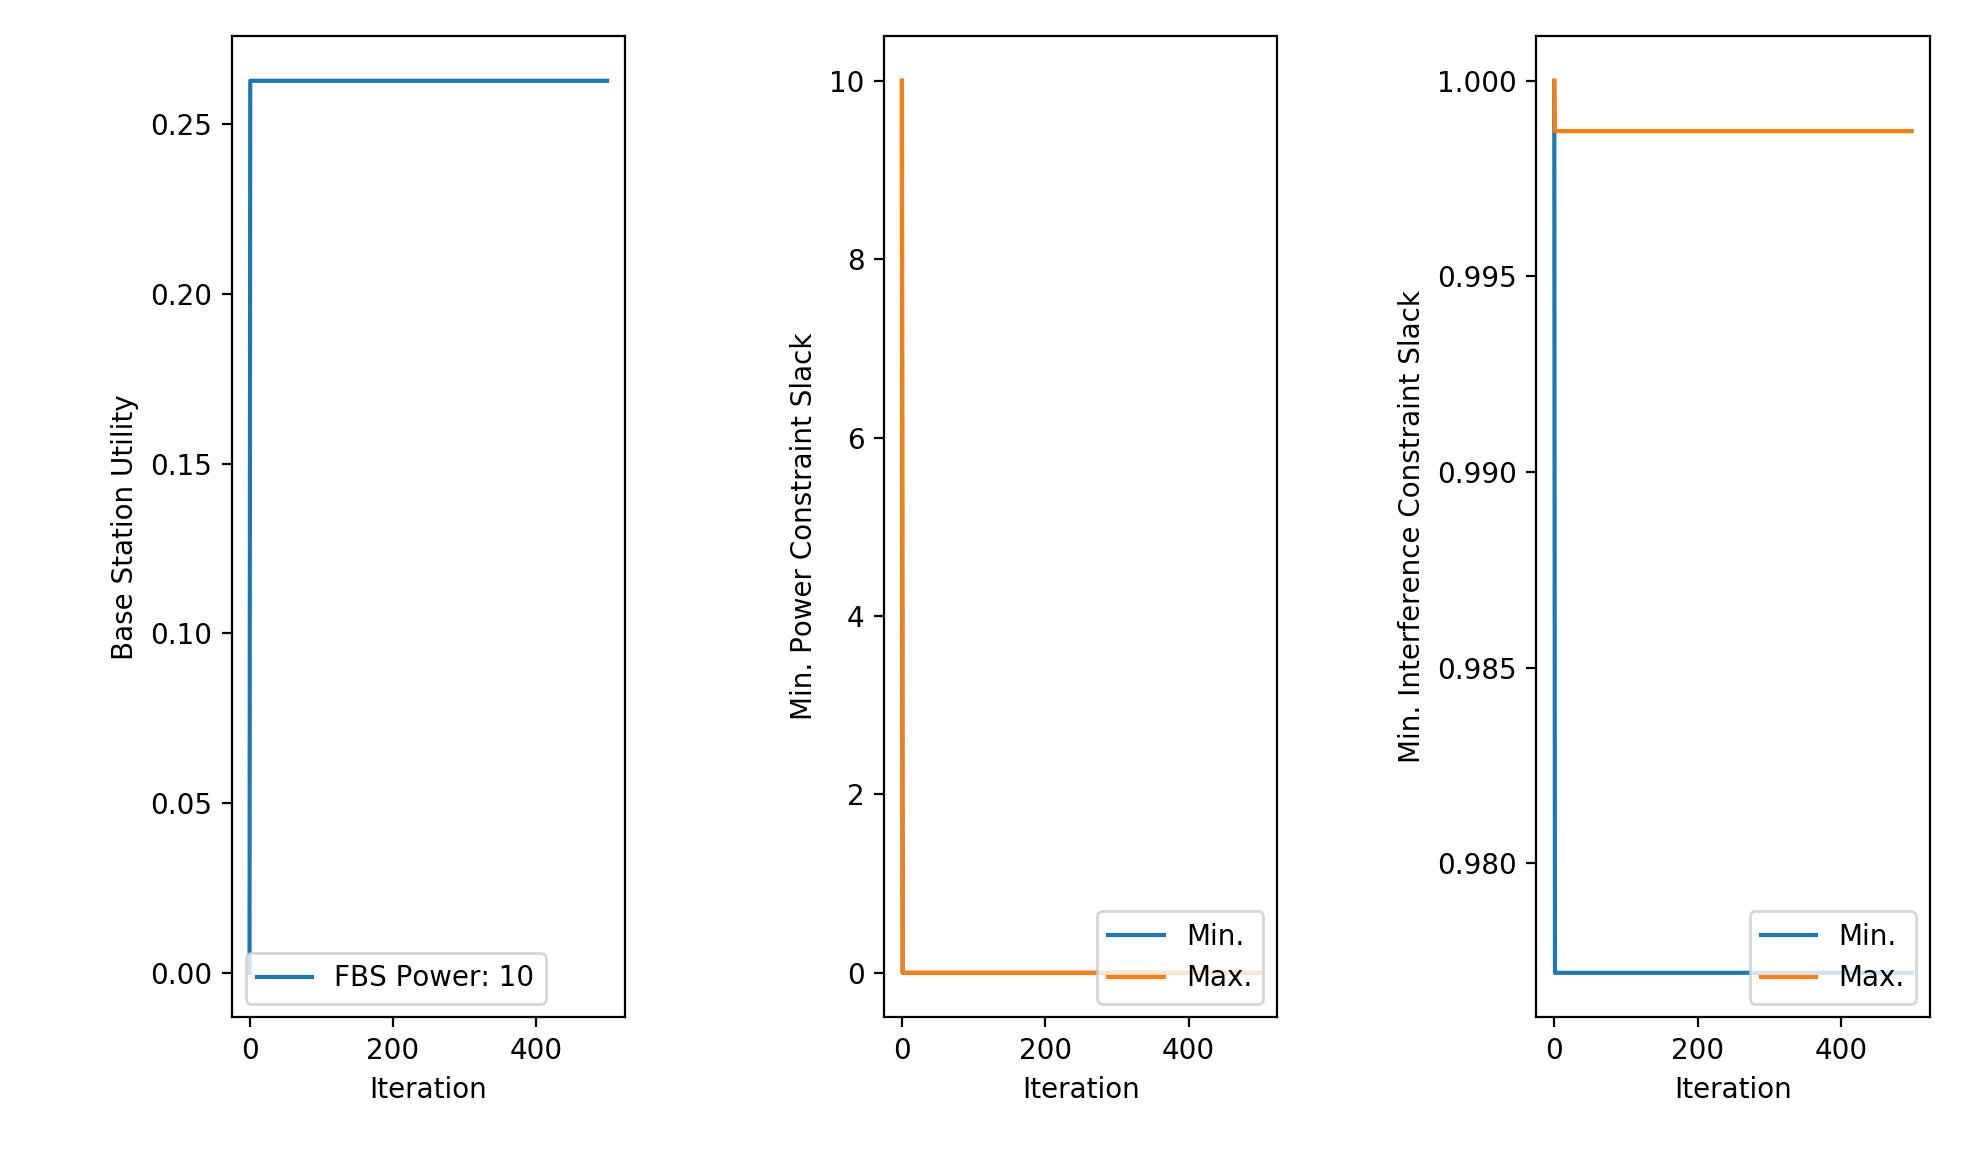 Base Station Utility
0.25
0.20
0.15
0.10
0.05
0.00
FBS Power: 10
0 200 400
Iteration
Min. Power Constraint Slack
10
8
6
4
2
0
Min.
Max.
0 200 400
Iteration
Min. Interference Constraint Slack
1.000
0.995
0.990
0.985
0.980
Min.
Max.
0 200 400
Iteration